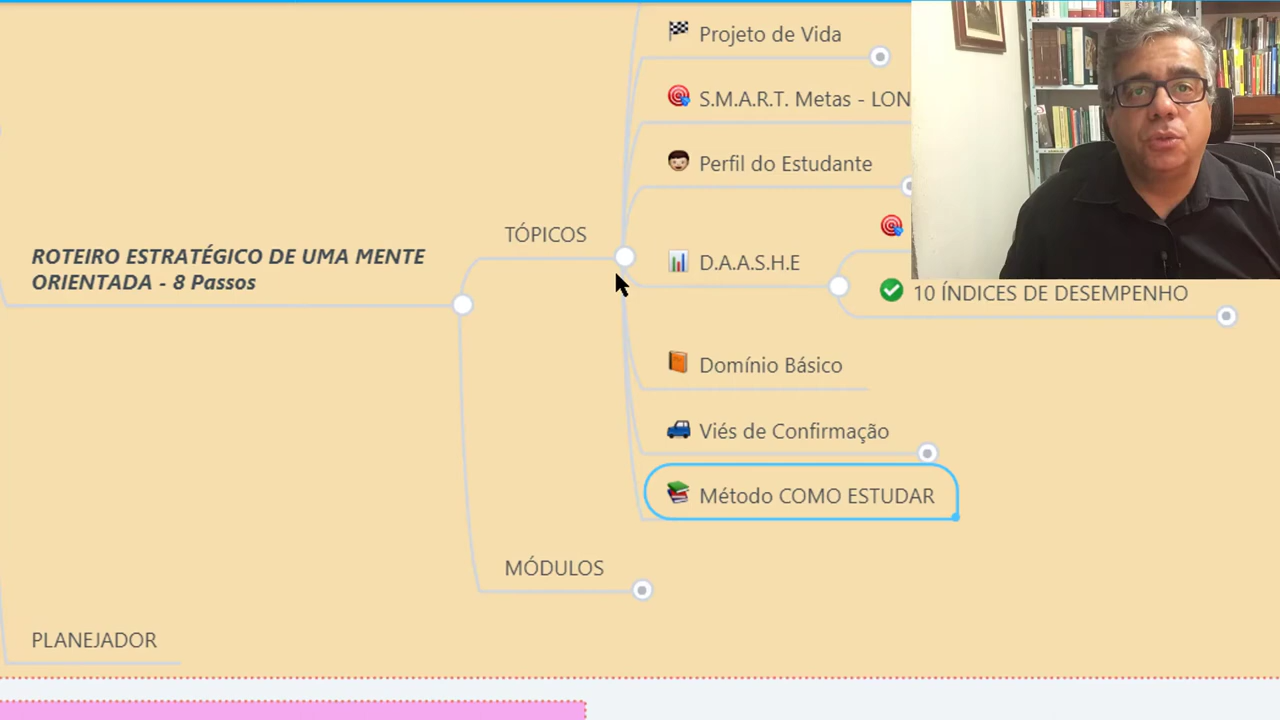 Projeto de Vida
S.M.A.R.T. Metas - LON
Perfil do Estudante
TÓPICOS
ROTEIRO ESTRATÉGICO DE UMA MENTE
ORIENTADA - 8 Passos
D.A.A.S.H.E
10 ÍNDICES DE DESEMPENHO
Domínio Básico
Viés de Confirmação
Método COMO ESTUDAR
MÓDULOS
PLANEJADOR